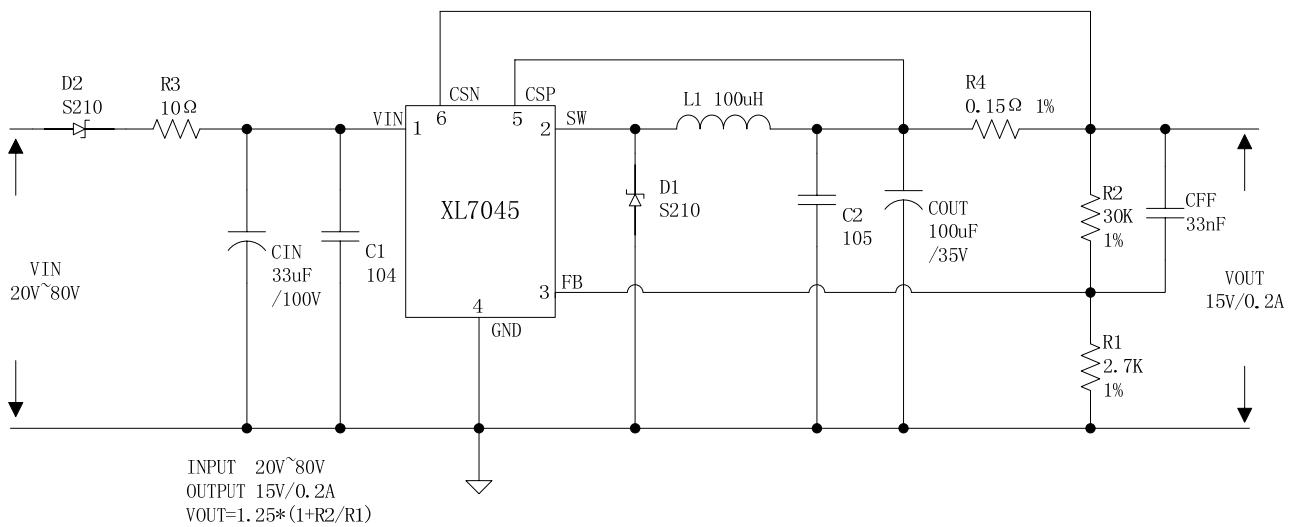 D2
S210
R3
10Ω
VIN
1
CSN
6
CSP
5
2
SW
L1 100uH
R4
0.15Ω 1%
XL7045
D1
S210
R2
30K
1%
CFF
33nF
CIN
33uF
/100V
C1
104
C2
105
COUT
100uF
/35V
VIN
20V~80V
3
FB
4
GND
VOUT
15V/0.2A
R1
2.7K
1%
INPUT 20V~80V
OUTPUT 15V/0.2A
VOUT=1.25*(1+R2/R1)